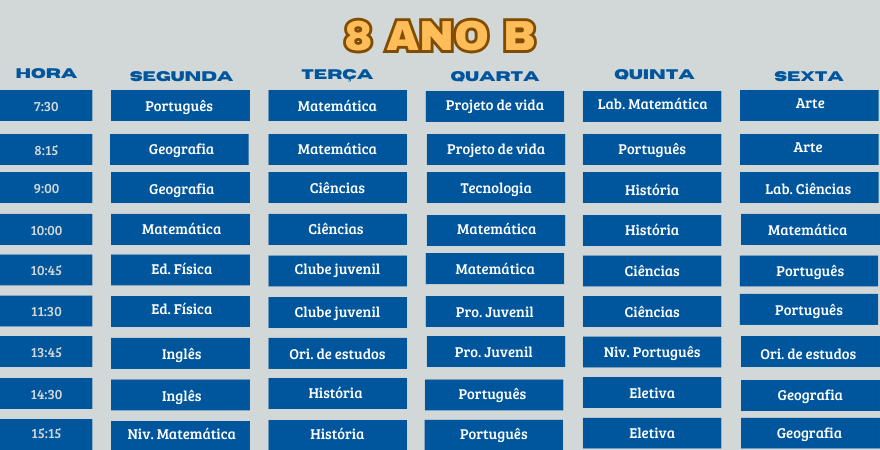 8 ANO B
HORA SEGUNDA TERÇA QUARTA QUINTA SEXTA
7:30 Português Matemática Projeto de vida Lab. Matemática Arte
8:15 Geografia Matemática Projeto de vida Português Arte
9:00 Geografia Ciências Tecnologia História Lab. Ciências
10:00 Matemática Ciências Matemática História Matemática
10:45 Ed. Física Clube juvenil Matemática Ciências Português
11:30 Ed. Física Clube juvenil Pro. Juvenil Ciências Português
13:45 Inglês Ori. de estudos Pro. Juvenil Niv. Português Ori. de estudos
14:30 Inglês História Português Eletiva Geografia
15:15 Niv. Matemática História Português Eletiva Geografia